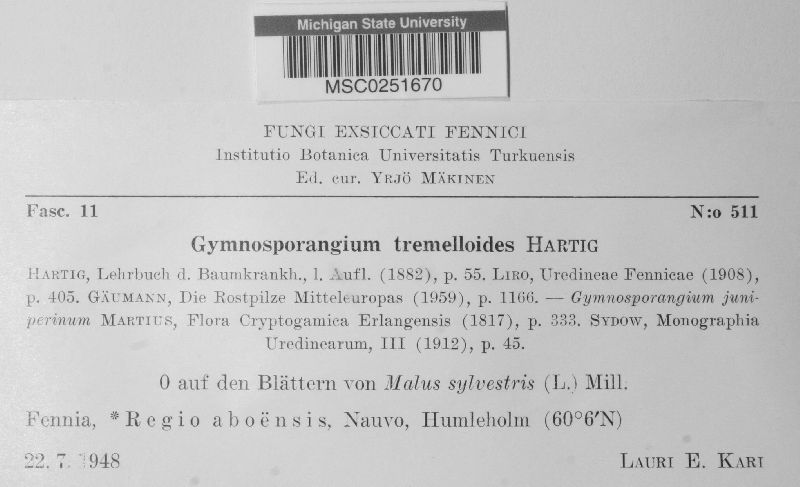 Michigan State University
MSC0251670
FUNGI EXSICCATI FENNICI
Institutio Botanica Universitatis Turkuensis
Ed. cur. YRJÖ MÄKINEN
Fasc. 11 N:o 511
Gymnosporangium tremelloides HARTIG
HARTIG, Lehrbuch d. Baumkrankh., l. Aufl. (1882), p. 55. LIRO, Uredineae Fennicae (1908),
p. 405. GÄUMANN, Die Rostpilze Mitteleuropas (1959), p. 1166. — Gymnosporangium juni-
perinum MARTIUS, Flora Cryptogamica Erlangensis (1817), p. 333. SYDOW, Monographia
Uredinearum, III (1912), p. 45.
0 auf den Blättern von Malus sylvestris (L.) Mill.
Fennia, *Regio aboënsis, Nauvo, Humleholm (60°6′N)
22. 7. 1948 LAURI E. KARI